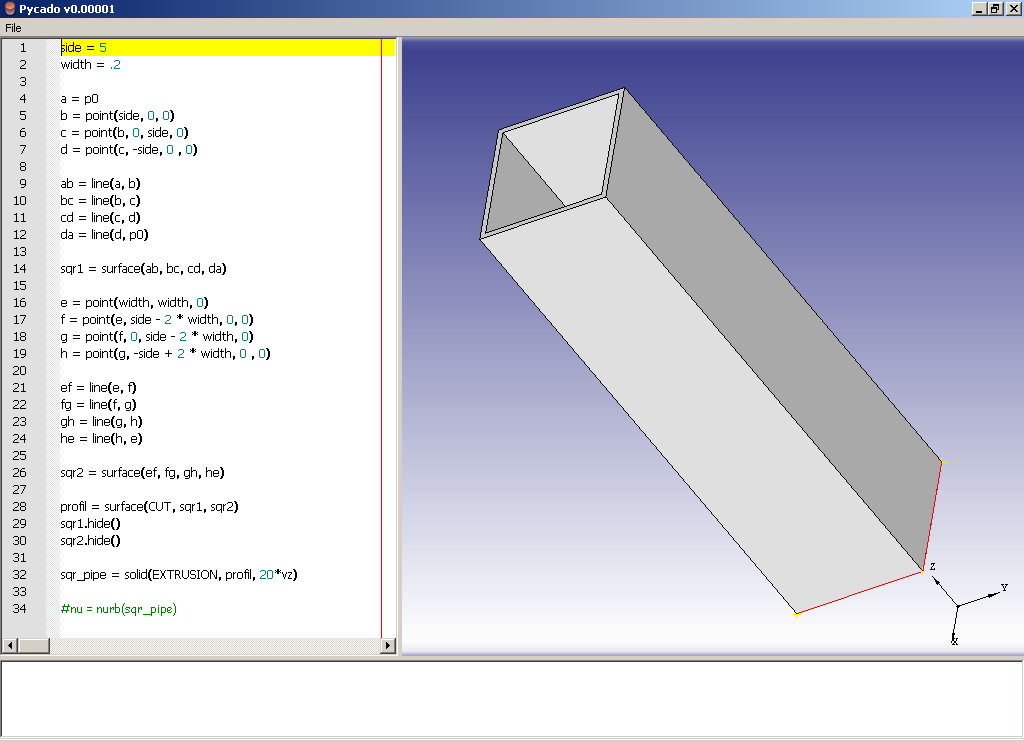 Pycado v0.00001
File
1 side = 5
2 width = .2
3
4 a = p0
5 b = point(side, 0, 0)
6 c = point(b, 0, side, 0)
7 d = point(c, -side, 0 , 0)
8
9 ab = line(a, b)
10 bc = line(b, c)
11 cd = line(c, d)
12 da = line(d, p0)
13
14 sqr1 = surface(ab, bc, cd, da)
15
16 e = point(width, width, 0)
17 f = point(e, side - 2 * width, 0, 0)
18 g = point(f, 0, side - 2 * width, 0)
19 h = point(g, -side + 2 * width, 0 , 0)
20
21 ef = line(e, f)
22 fg = line(f, g)
23 gh = line(g, h)
24 he = line(h, e)
25
26 sqr2 = surface(ef, fg, gh, he)
27
28 profil = surface(CUT, sqr1, sqr2)
29 sqr1.hide()
30 sqr2.hide()
31
32 sqr_pipe = solid(EXTRUSION, profil, 20*vz)
33
34 #nu = nurb(sqr_pipe)
Z
Y
X